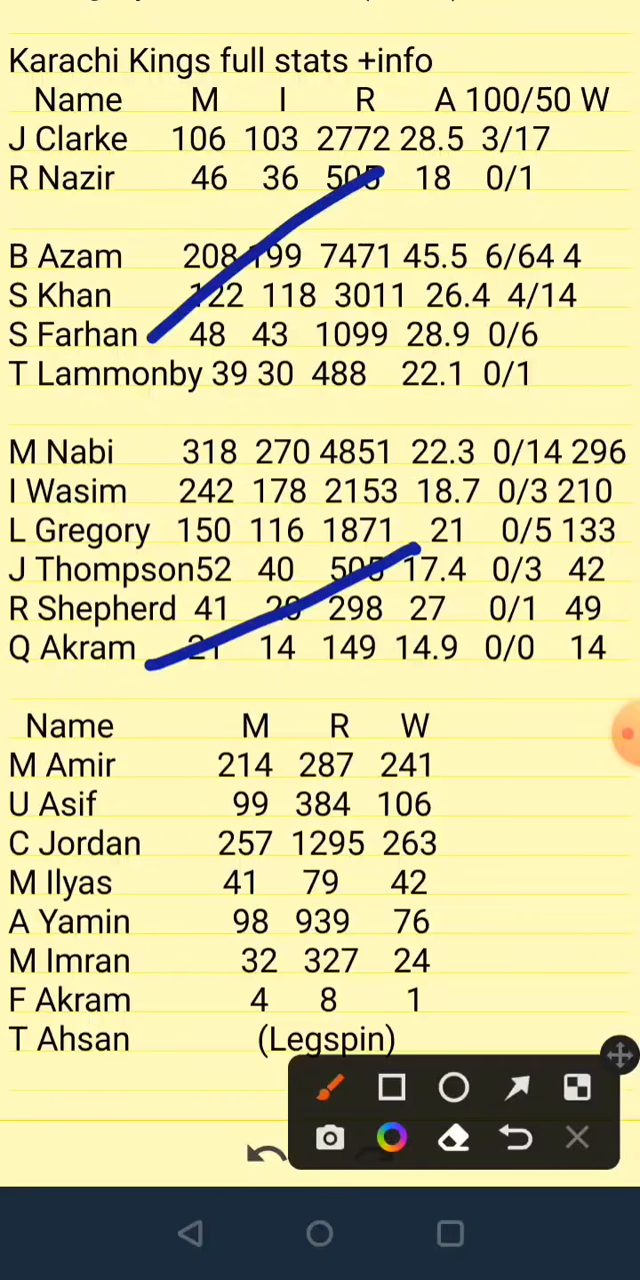 Karachi Kings full stats +info
Name M I R A 100/50 W
J Clarke 106 103 2772 28.5 3/17
R Nazir 46 36 505 18 0/1
B Azam 208 199 7471 45.5 6/64 4
S Khan 122 118 3011 26.4 4/14
S Farhan 48 43 1099 28.9 0/6
T Lammonby 39 30 488 22.1 0/1
M Nabi 318 270 4851 22.3 0/14 296
I Wasim 242 178 2153 18.7 0/3 210
L Gregory 150 116 1871 21 0/5 133
J Thompson52 40 505 17.4 0/3 42
R Shepherd 41 298 27 0/1 49
Q Akram 21 14 149 14.9 0/0 14
Name M R W
M Amir 214 287 241
U Asif 99 384 106
C Jordan 257 1295 263
M Ilyas 41 79 42
A Yamin 98 939 76
M Imran 32 327 24
F Akram 4 8 1
T Ahsan (Legspin)